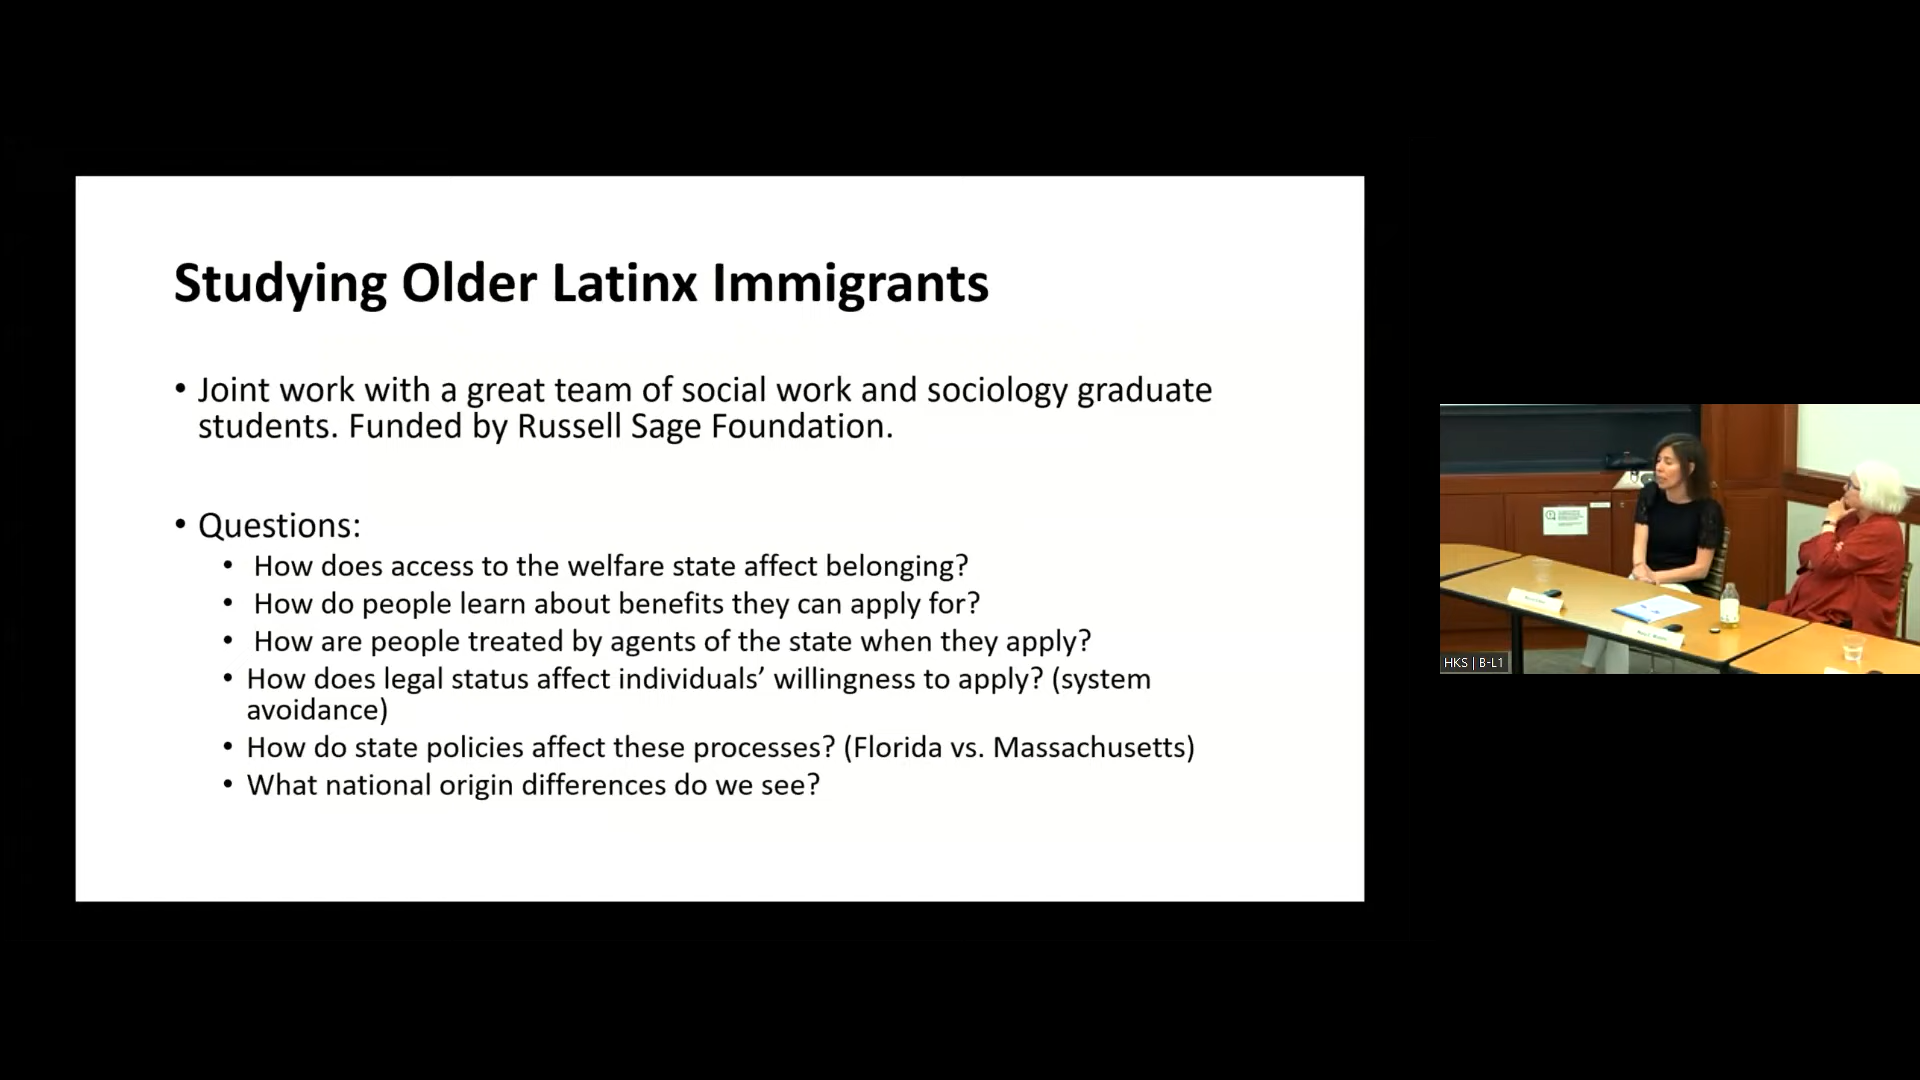 Studying Older Latinx Immigrants
• Joint work with a great team of social work and sociology graduate
students. Funded by Russell Sage Foundation.
• Questions:
• How does access to the welfare state affect belonging?
• How do people learn about benefits they can apply for?
• How are people treated by agents of the state when they apply?
• How does legal status affect individuals’ willingness to apply? (system
avoidance)
• How do state policies affect these processes? (Florida vs. Massachusetts)
• What national origin differences do we see?
HKS | B-L1